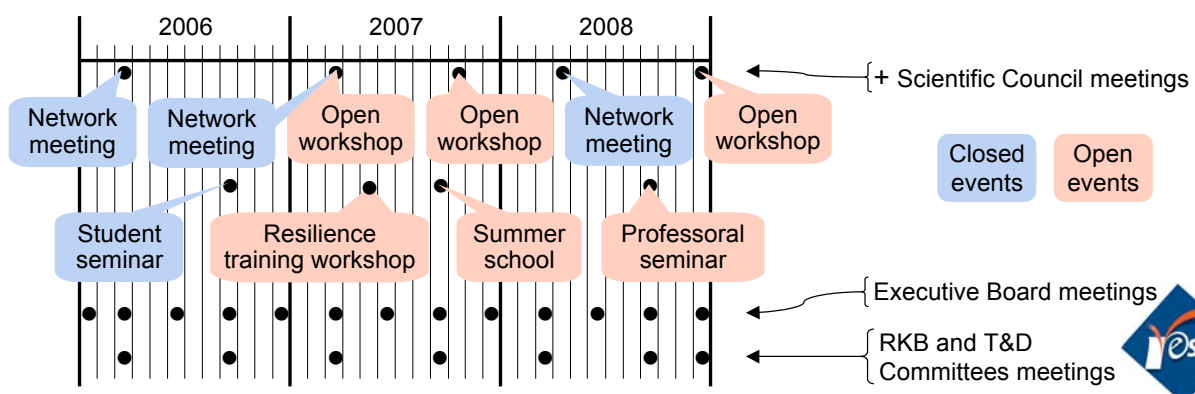 2006 2007 2008
+ Scientific Council meetings
Network
meeting
Network
meeting
Open
workshop
Open
workshop
Network
meeting
Open
workshop
Closed
events
Open
events
Student
seminar
Resilience
training workshop
Summer
school
Professoral
seminar
Executive Board meetings
RKB and T&D
Committees meetings